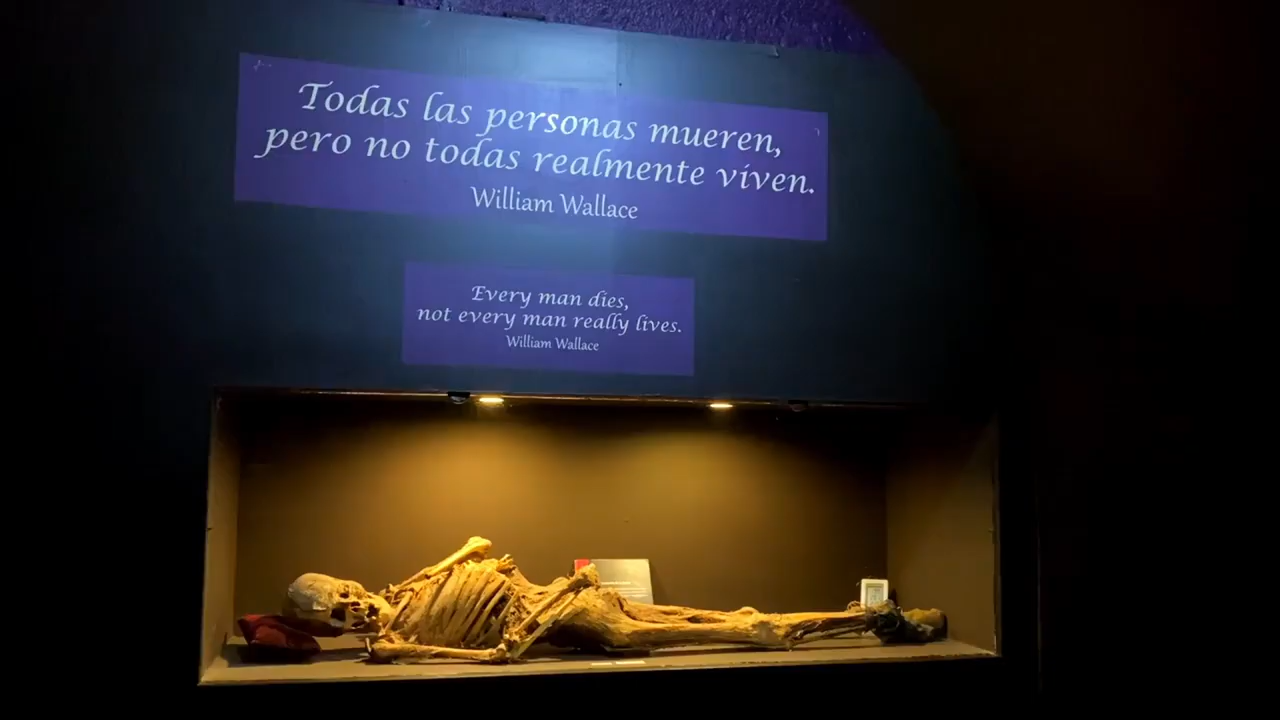 Todas las personas mueren,
pero no todas realmente viven.
William Wallace
Every man dies,
not every man really lives.
William Wallace